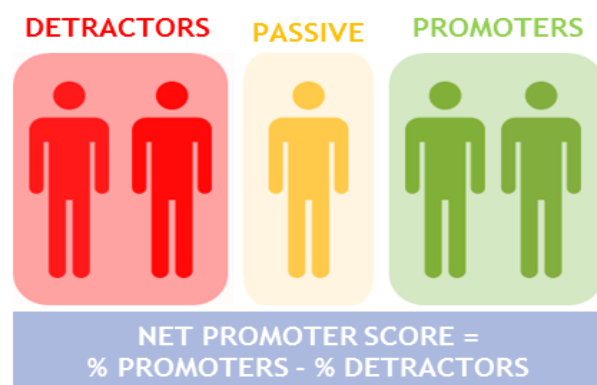 DETRACTORS
PASSIVE
PROMOTERS
NET PROMOTER SCORE =
% PROMOTERS - % DETRACTORS